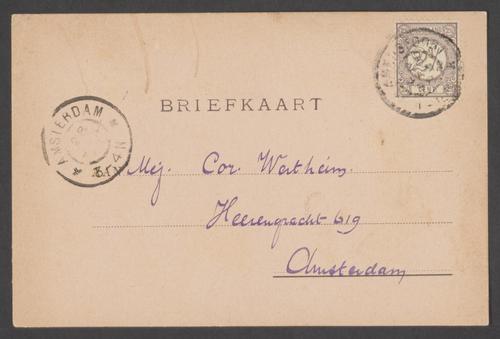 BRIEFKAART
AMSTERDAM
Mej. Cor. Wertheim.
Heerengracht 619
Amsterdam